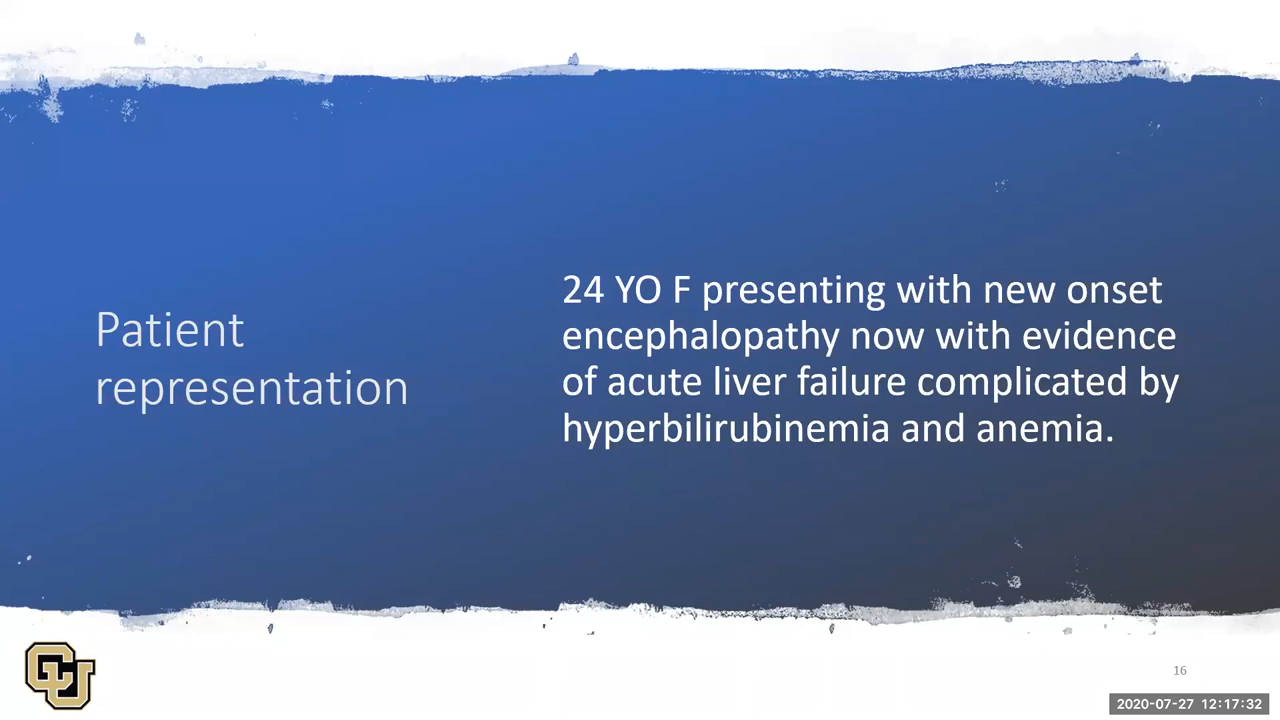 Patient
representation
24 YO F presenting with new onset
encephalopathy now with evidence
of acute liver failure complicated by
hyperbilirubinemia and anemia.
CU
16
2020-07-27 12:17:32